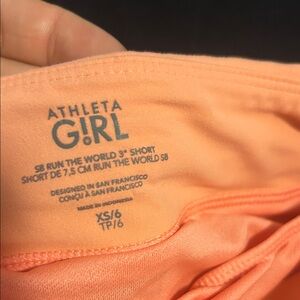 ATHLETA
G!RL
SB RUN THE WORLD 3" SHORT
SHORT DE 7,5 CM RUN THE WORLD SB
DESIGNED IN SAN FRANCISCO
CONÇU À SAN FRANCISCO
MADE IN INDONESIA
XS/6
TP/6